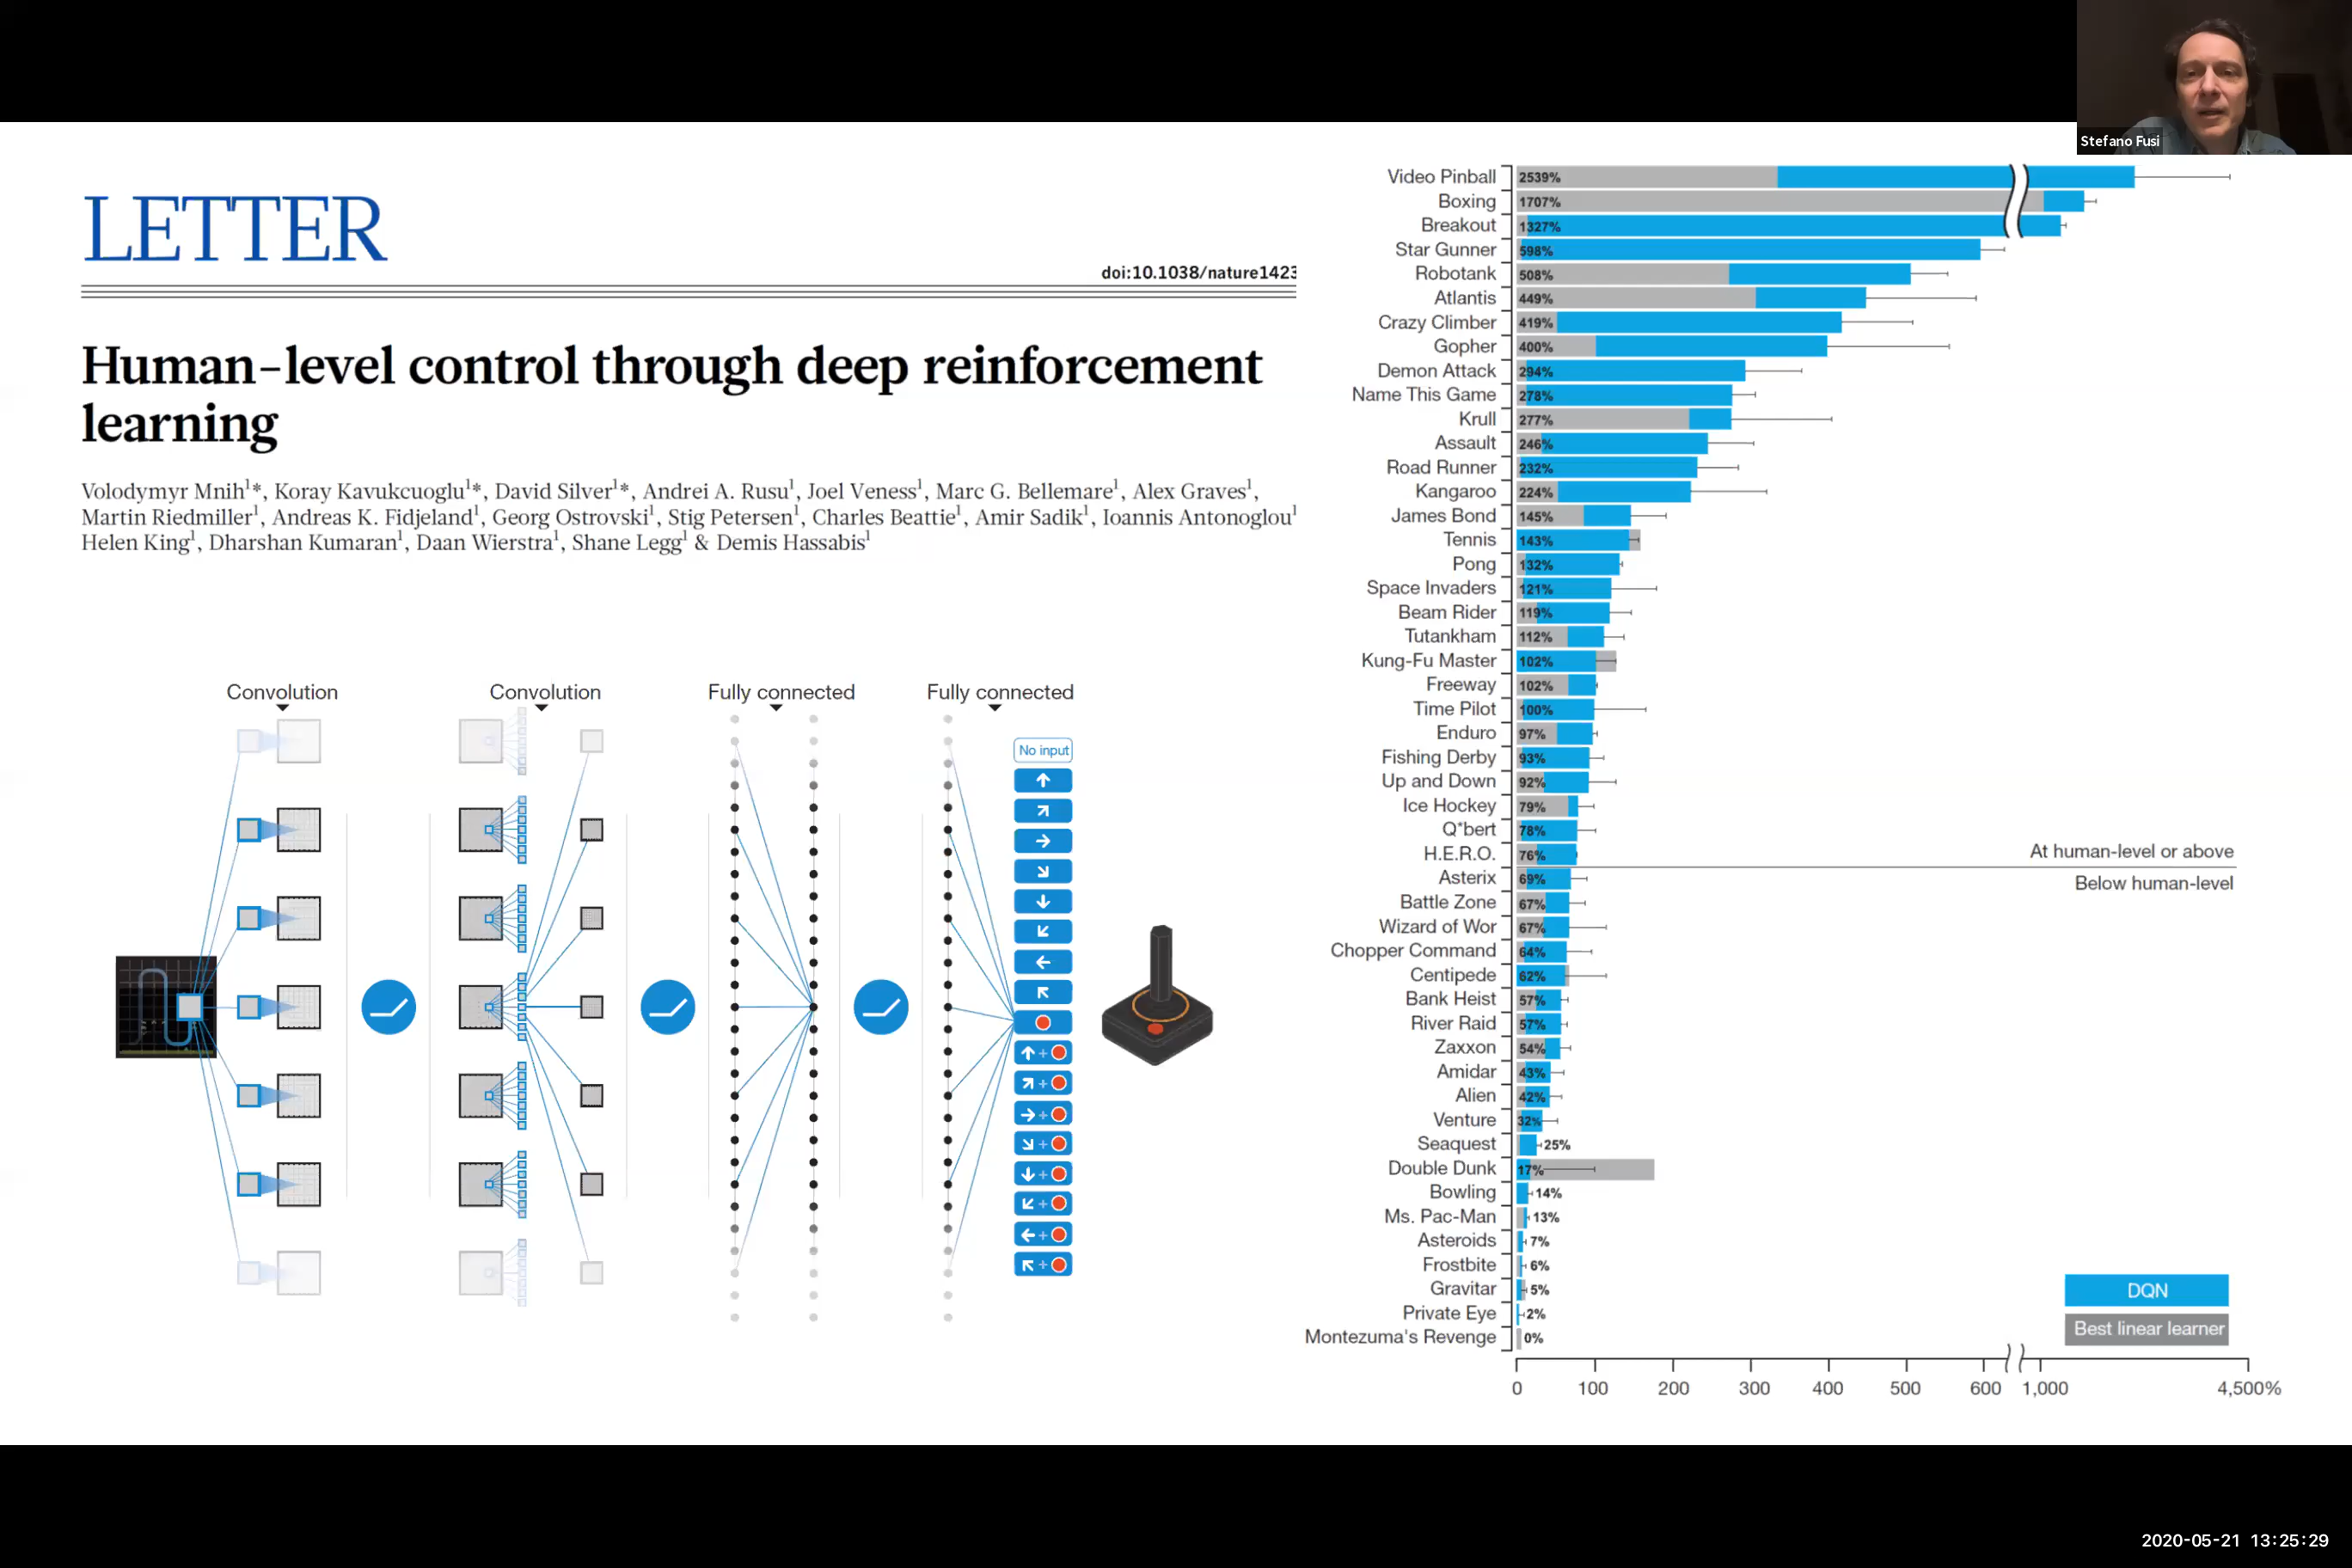 Stefano Fusi
LETTER
doi:10.1038/nature1423
Human-level control through deep reinforcement
learning
Volodymyr Mnih1*, Koray Kavukcuoglu1*, David Silver1*, Andrei A. Rusu1, Joel Veness1, Marc G. Bellemare1, Alex Graves1,
Martin Riedmiller1, Andreas K. Fidjeland1, Georg Ostrovski1, Stig Petersen1, Charles Beattie1, Amir Sadik1, Ioannis Antonoglou1
Helen King1, Dharshan Kumaran1, Daan Wierstra1, Shane Legg1 & Demis Hassabis1
Convolution
Convolution
Fully connected
Fully connected
No input
Video Pinball 2539%
Boxing 1707%
Breakout 1327%
Star Gunner 598%
Robotank 508%
Atlantis 449%
Crazy Climber 419%
Gopher 400%
Demon Attack 294%
Name This Game 278%
Krull 277%
Assault 246%
Road Runner 232%
Kangaroo 224%
James Bond 145%
Tennis 143%
Pong 132%
Space Invaders 121%
Beam Rider 119%
Tutankham 112%
Kung-Fu Master 102%
Freeway 102%
Time Pilot 100%
Enduro 97%
Fishing Derby 93%
Up and Down 92%
Ice Hockey 79%
Q*bert 78%
H.E.R.O. 76%
At human-level or above
Below human-level
Asterix 69%
Battle Zone 67%
Wizard of Wor 67%
Chopper Command 64%
Centipede 62%
Bank Heist 57%
River Raid 57%
Zaxxon 54%
Amidar 43%
Alien 42%
Venture 32%
Seaquest 25%
Double Dunk 17%
Bowling 14%
Ms. Pac-Man 13%
Asteroids 7%
Frostbite 6%
Gravitar 5%
Private Eye 2%
Montezuma's Revenge 0%
DQN
Best linear learner
0 100 200 300 400 500 600 1,000 4,500%
2020-05-21 13:25:29